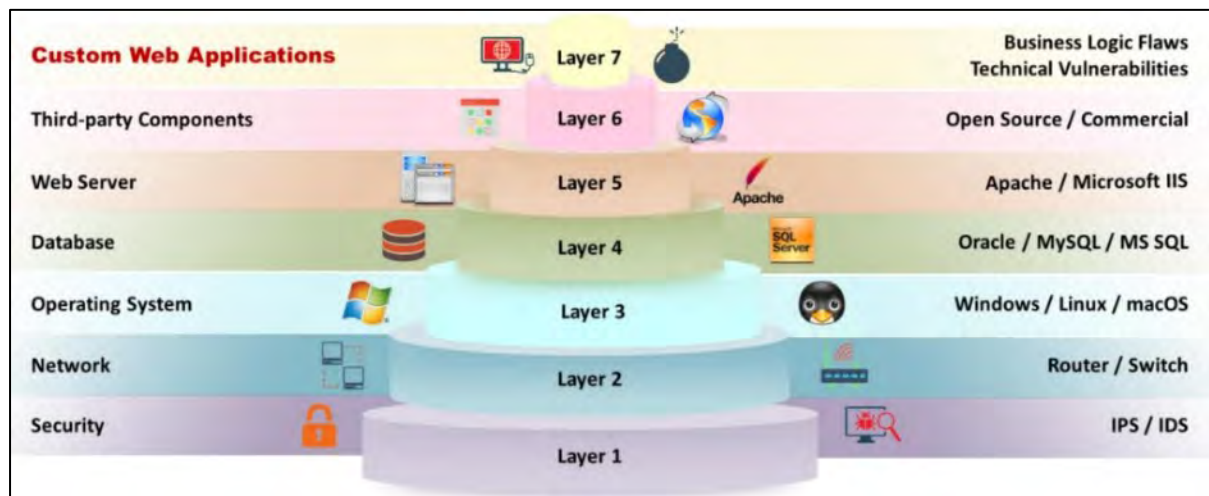 Custom Web Applications
Layer 7
Business Logic Flaws
Technical Vulnerabilities
Third-party Components
Layer 6
Open Source / Commercial
Web Server
Layer 5
Apache
Apache / Microsoft IIS
Database
Layer 4
SQL Server
Oracle / MySQL / MS SQL
Operating System
Layer 3
Windows / Linux / macOS
Network
Layer 2
Router / Switch
Security
Layer 1
IPS / IDS